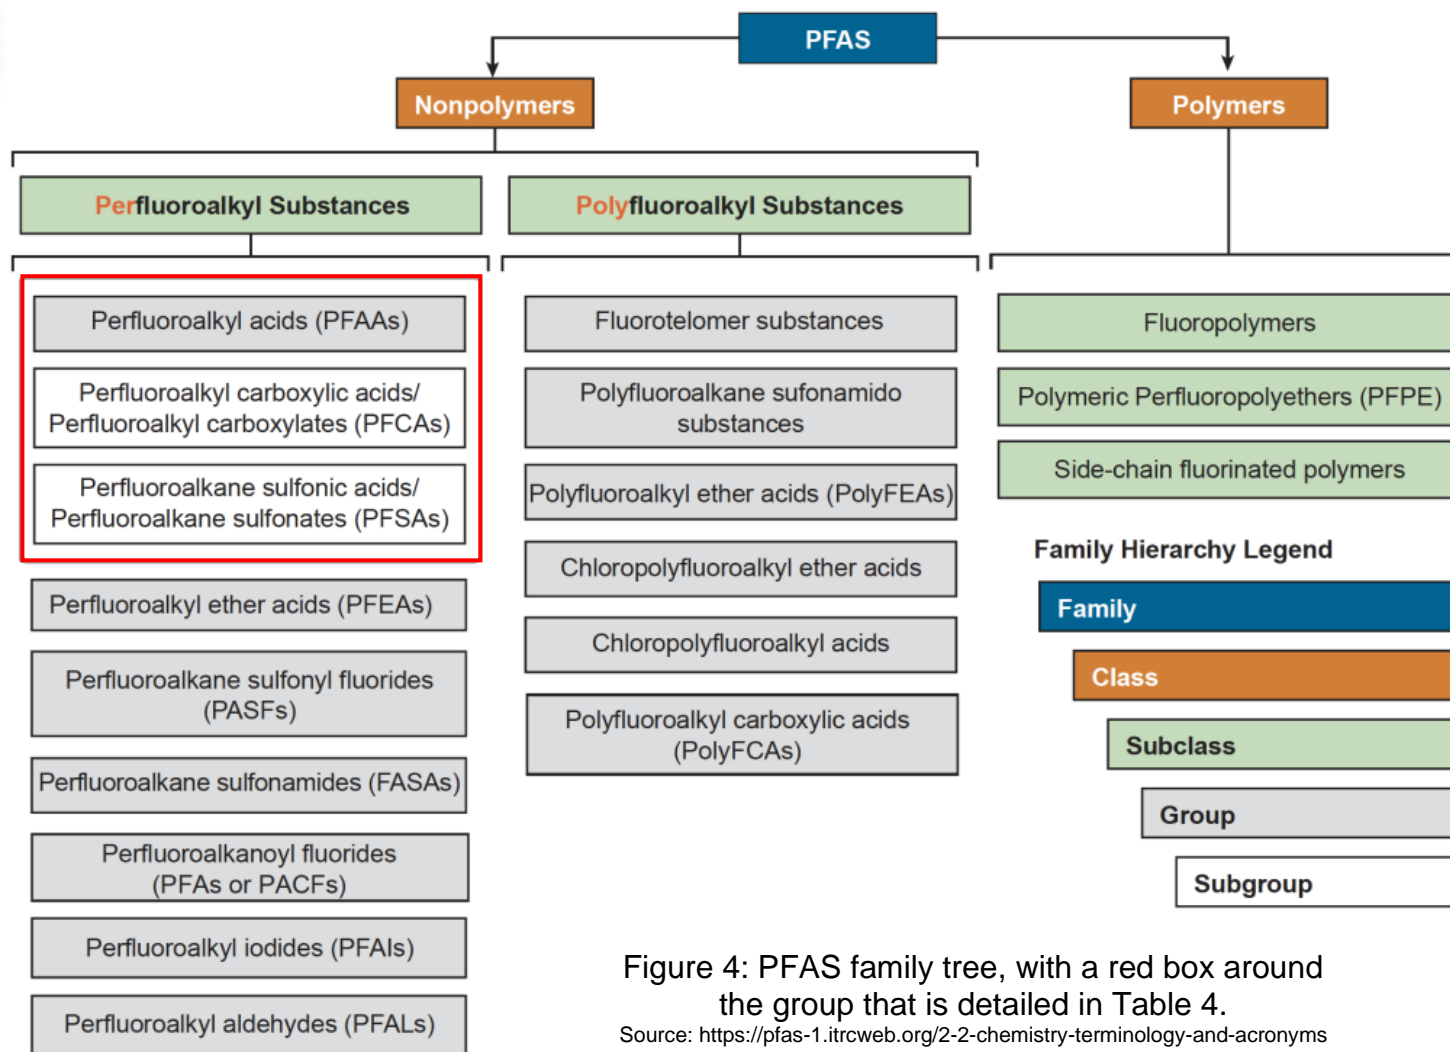 PFAS
Nonpolymers
Polymers
Perfluoroalkyl Substances
Polyfluoroalkyl Substances
Perfluoroalkyl acids (PFAAs)
Perfluoroalkyl carboxylic acids/
Perfluoroalkyl carboxylates (PFCAs)
Perfluoroalkane sulfonic acids/
Perfluoroalkane sulfonates (PFSAs)
Perfluoroalkyl ether acids (PFEAs)
Perfluoroalkane sulfonyl fluorides
(PASFs)
Perfluoroalkane sulfonamides (FASAs)
Perfluoroalkanoyl fluorides
(PFAs or PACFs)
Perfluoroalkyl iodides (PFAIs)
Perfluoroalkyl aldehydes (PFALs)
Fluorotelomer substances
Polyfluoroalkane sufonamido
substances
Polyfluoroalkyl ether acids (PolyFEAs)
Chloropolyfluoroalkyl ether acids
Chloropolyfluoroalkyl acids
Polyfluoroalkyl carboxylic acids
(PolyFCAs)
Fluoropolymers
Polymeric Perfluoropolyethers (PFPE)
Side-chain fluorinated polymers
Family Hierarchy Legend
Family
Class
Subclass
Group
Subgroup
Figure 4: PFAS family tree, with a red box around
the group that is detailed in Table 4.
Source: https://pfas-1.itrcweb.org/2-2-chemistry-terminology-and-acronyms